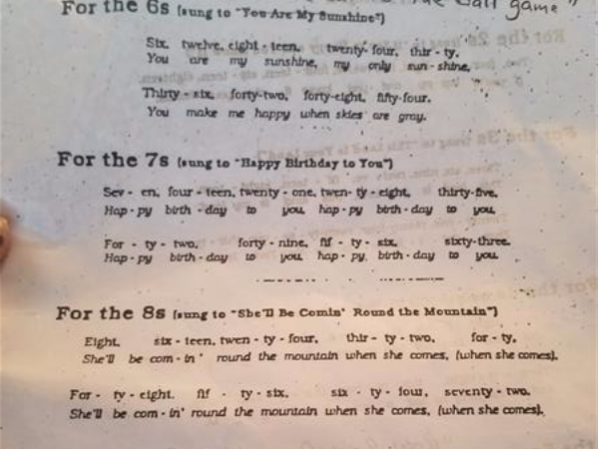 The Ball game"
For the 6s (sung to "You Are My Sunshine")
Six, twelve, eight - teen, twenty- four, thir - ty,
You are my sunshine, my only sun - shine,
Thirty - six, forty-two, forty-eight, fifty-four.
You make me happy when skies are gray.
For the 7s (sung to "Happy Birthday to You")
Sev - en, four - teen, twenty - one, twen- ty - eight, thirty-five,
Hap - py birth - day to you, hap - py birth - day to you,
For - ty - two, forty - nine, fif - ty - six, sixty-three.
Hap - py birth - day to you hap - py, birth - day to you.
For the 8s (sung to "She'll Be Comin' Round the Mountain")
Eight, six - teen, twen - ty - four, thir - ty - two, for - ty,
She'll be com - in ' round the mountain when she comes, (when she comes),
For - ty - eight. fif - ty - six, six - ty - four, seventy - two.
She'll be com - in' round the mountain when she comes, (when she comes).